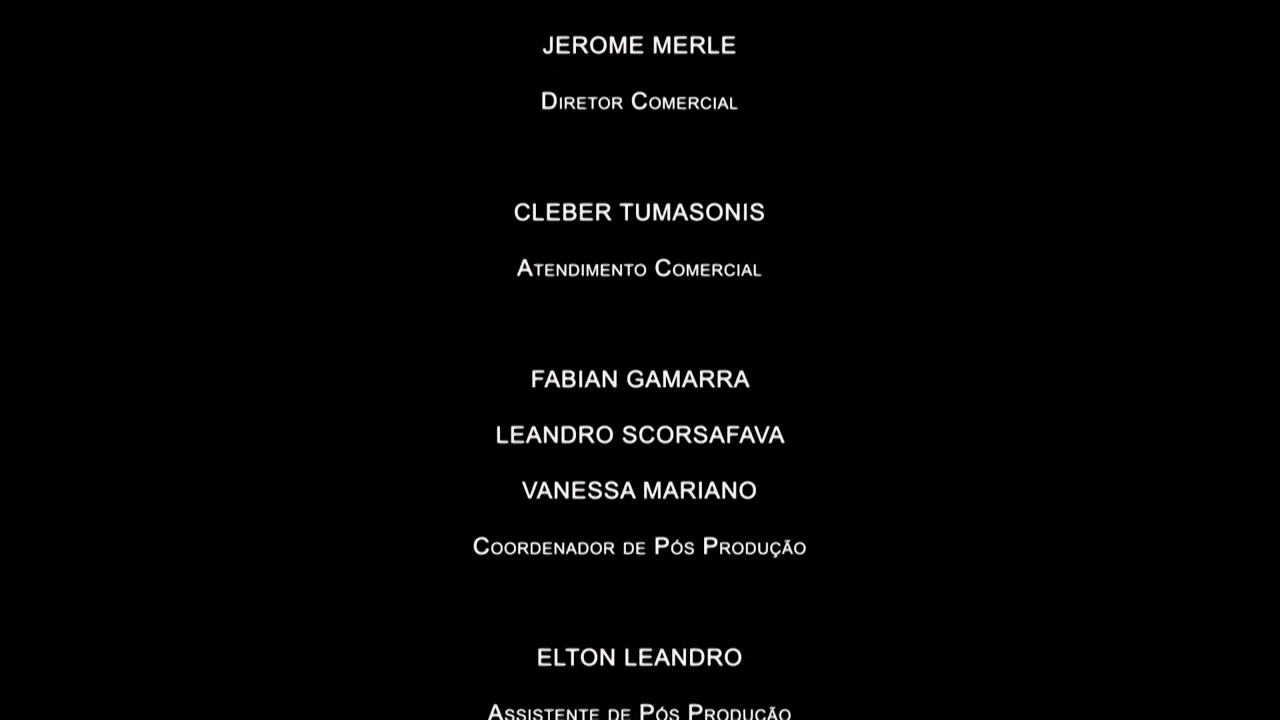 JEROME MERLE
Diretor Comercial
CLEBER TUMASONIS
Atendimento Comercial
FABIAN GAMARRA
LEANDRO SCORSAFAVA
VANESSA MARIANO
Coordenador de Pós Produção
ELTON LEANDRO
Assistente de Pós Produção